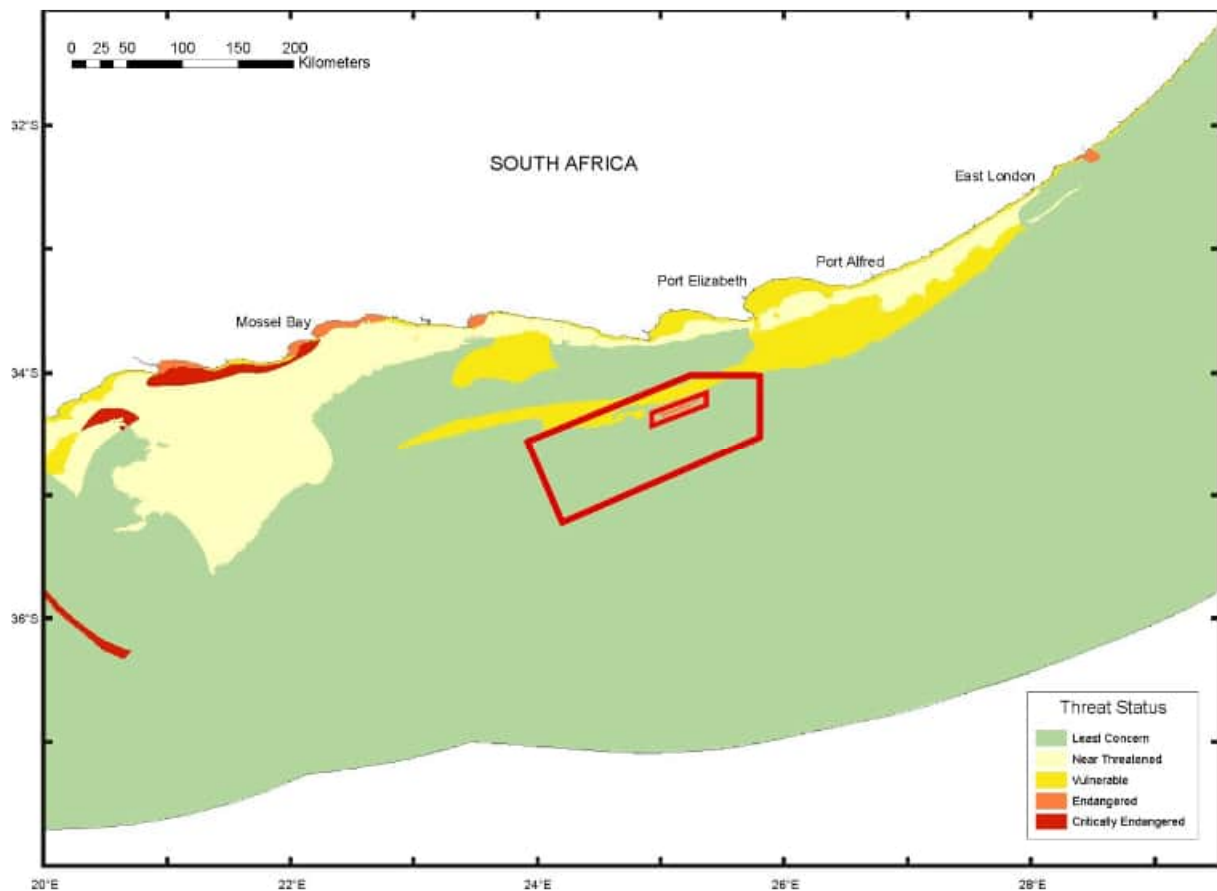 0 25 50 100 150 200
Kilometers
32°S
SOUTH AFRICA
East London
Port Alfred
Port Elizabeth
Mossel Bay
34°S
36°S
Threat Status
Least Concern
Near Threatened
Vulnerable
Endangered
Critically Endangered
20°E 22°E 24°E 26°E 28°E